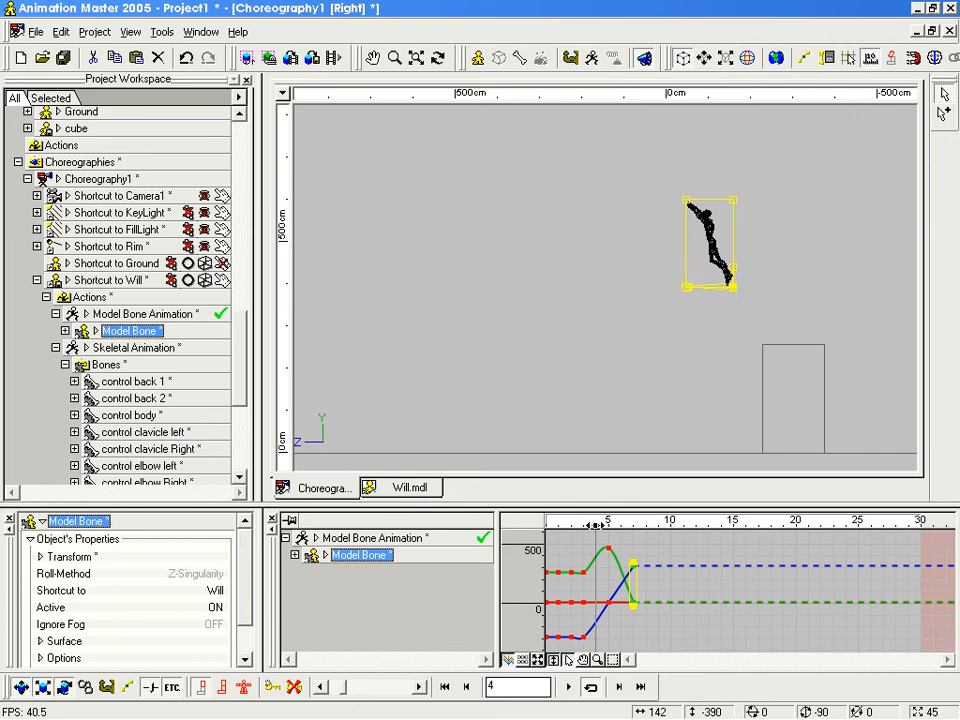 Animation Master 2005 - Project1 * - [Choreography1 [Right] *]
File Edit Project View Tools Window Help
Project Workspace
All Selected
Ground
cube
Actions
Choreographies *
Choreography1 *
Shortcut to Camera1 *
Shortcut to KeyLight *
Shortcut to FillLight *
Shortcut to Rim *
Shortcut to Ground
Shortcut to Will *
Actions *
Model Bone Animation *
Model Bone *
Skeletal Animation *
Bones *
control back 1 *
control back 2 *
control body *
control clavicle left *
control clavicle Right *
control elbow left *
control elbow Right *
500cm 0cm -500cm
500cm
0cm
Y
Z
Choreogra... Will.mdl
Model Bone *
Object's Properties
Transform *
Roll-Method Z-Singularity
Shortcut to Will
Active ON
Ignore Fog OFF
Surface
Options
Model Bone Animation *
Model Bone *
5 10 15 20 25 30
500
0
ETC. 4
FPS: 40.5 142 -390 0 -90 0 45